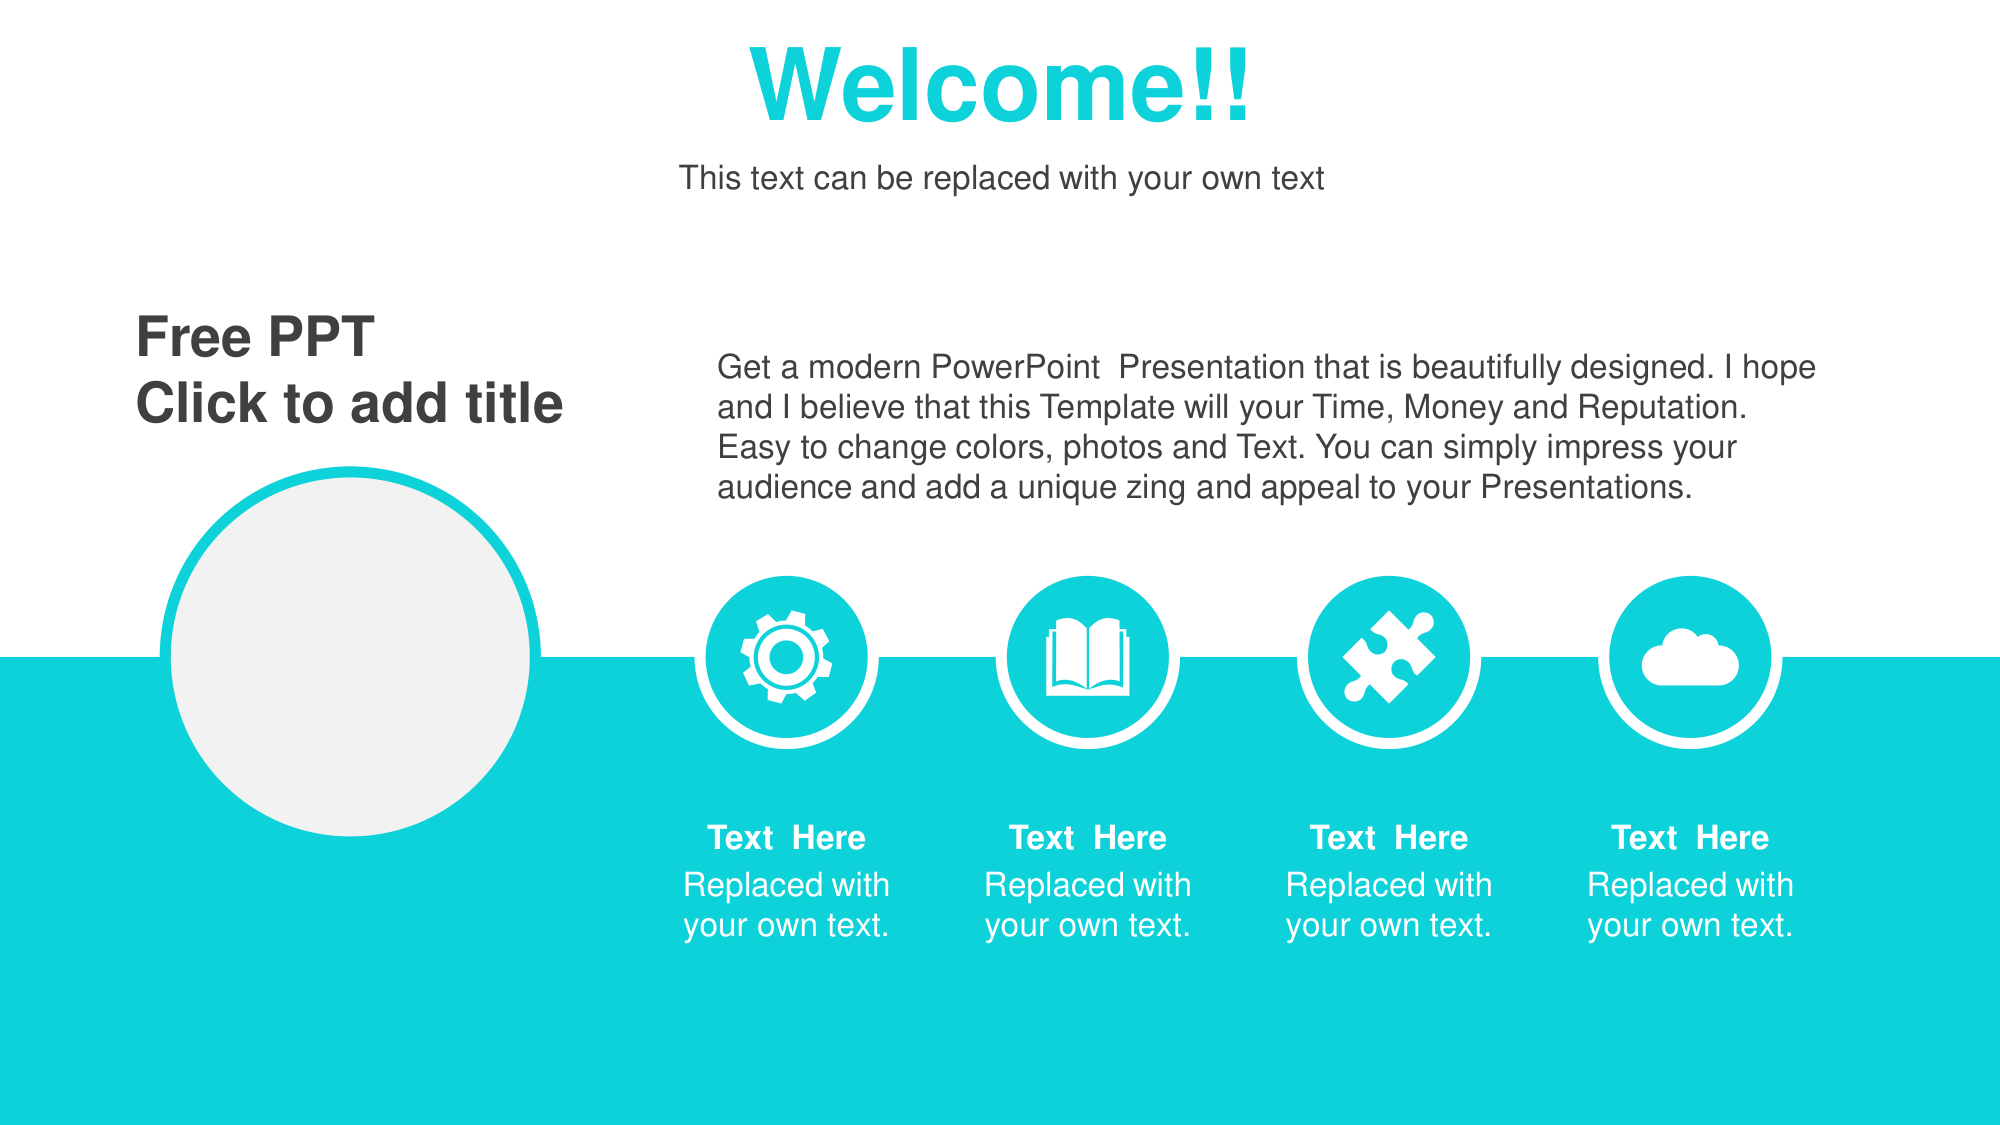 Welcome!!
This text can be replaced with your own text
Free PPT
Click to add title
Get a modern PowerPoint  Presentation that is beautifully designed. I hope
and I believe that this Template will your Time, Money and Reputation.
Easy to change colors, photos and Text. You can simply impress your
audience and add a unique zing and appeal to your Presentations.
Text  Here
Replaced with
your own text.
Text  Here
Replaced with
your own text.
Text  Here
Replaced with
your own text.
Text  Here
Replaced with
your own text.